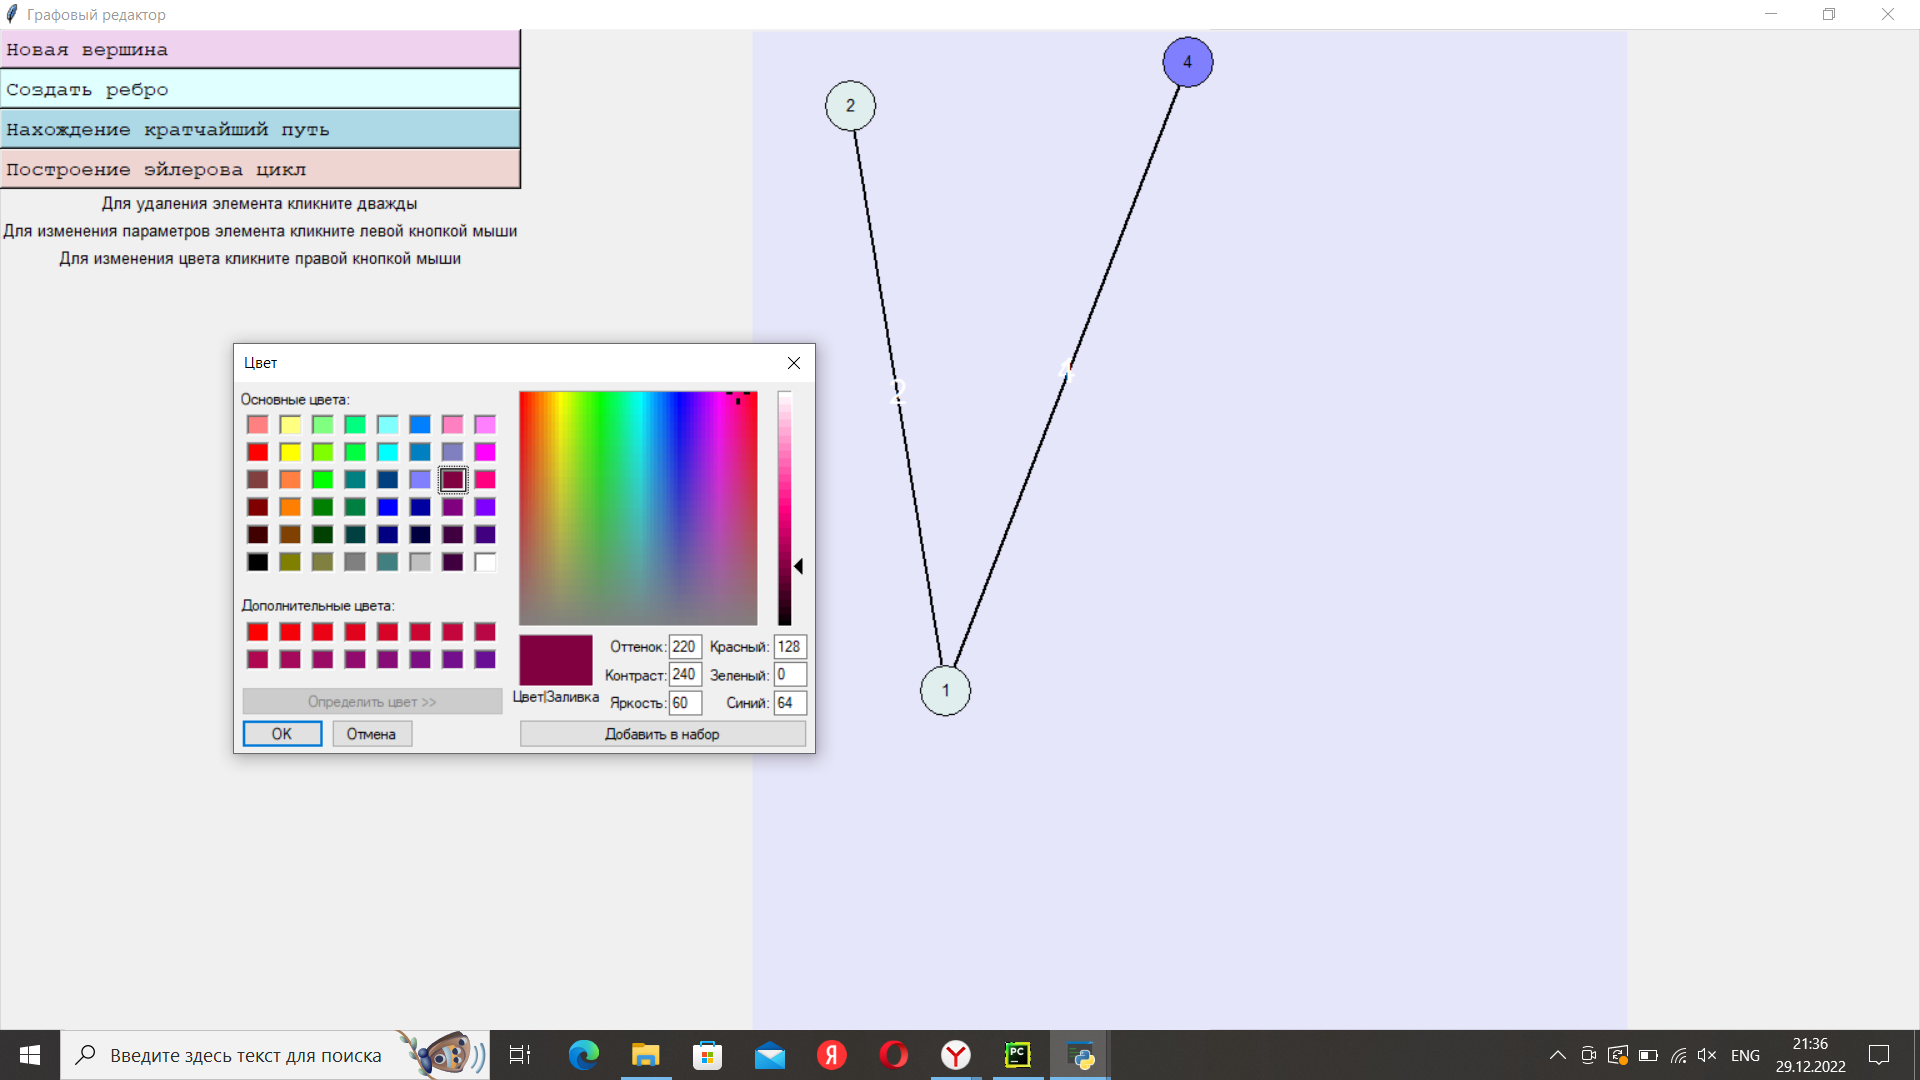 Графовый редактор
Новая вершина
Создать ребро
Нахождение кратчайший путь
Построение эйлерова цикл
Для удаления элемента кликните дважды
Для изменения параметров элемента кликните левой кнопкой мыши
Для изменения цвета кликните правой кнопкой мыши
4
2
2
4
1
Цвет
Основные цвета:
Дополнительные цвета:
Определить цвет >>
OK
Отмена
Цвет|Заливка
Оттенок: 220
Контраст: 240
Яркость: 60
Красный: 128
Зеленый: 0
Синий: 64
Добавить в набор
Введите здесь текст для поиска
Я
Y
PC
ENG
21:36
29.12.2022